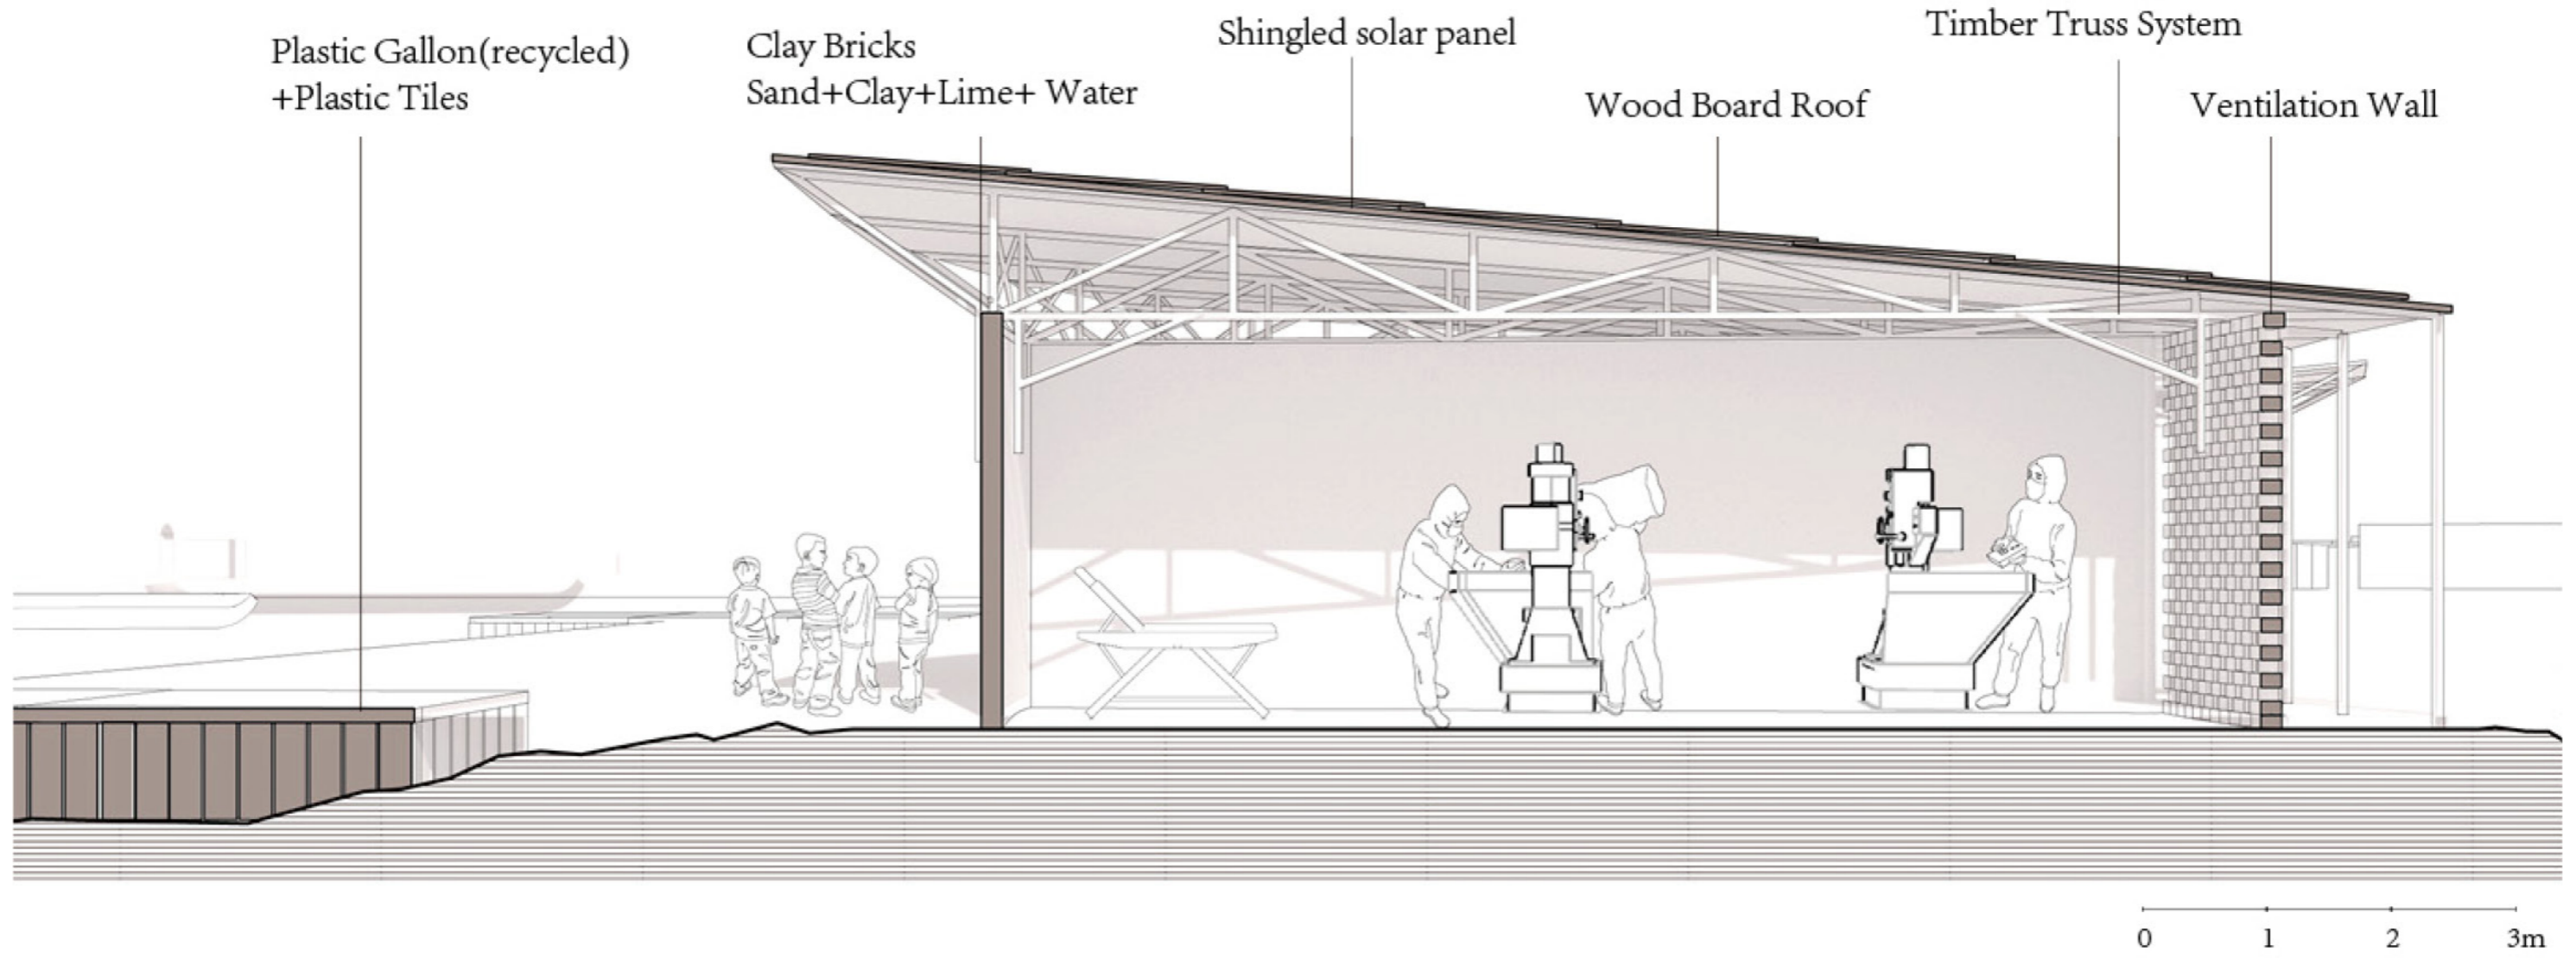 Plastic Gallon(recycled)
+Plastic Tiles
Clay Bricks
Sand+Clay+Lime+ Water
Shingled solar panel
Wood Board Roof
Timber Truss System
Ventilation Wall
0 1 2 3m